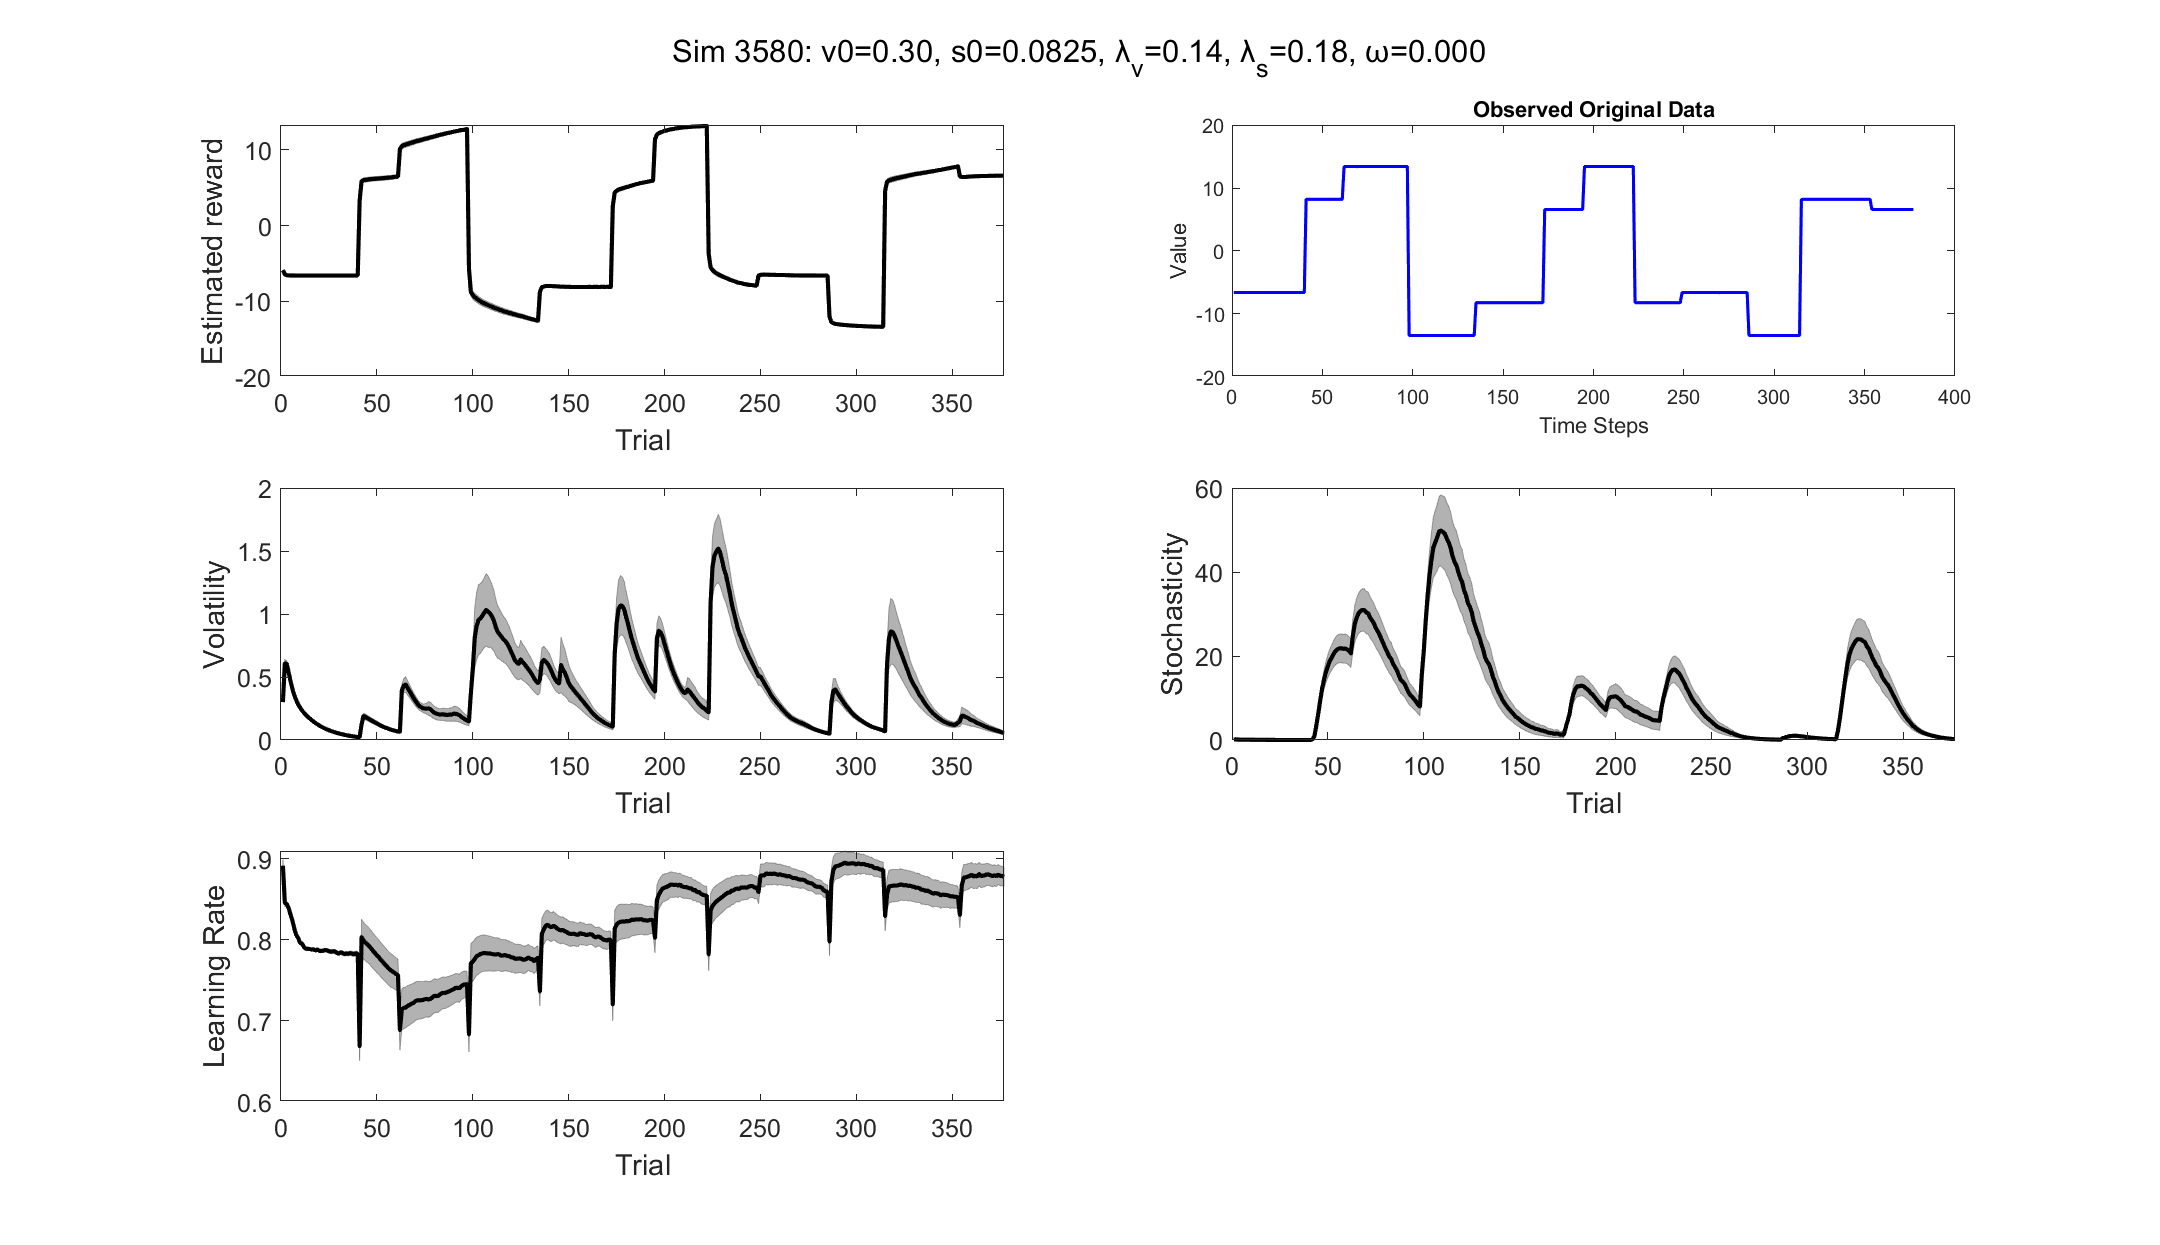 Sim 3580: v0=0.30, s0=0.0825, λ_v=0.14, λ_s=0.18, ω=0.000
Estimated reward
10
0
-10
-20
0 50 100 150 200 250 300 350
Trial
Observed Original Data
Value
20
10
0
-10
-20
0 50 100 150 200 250 300 350 400
Time Steps
Volatility
2
1.5
1
0.5
0
0 50 100 150 200 250 300 350
Trial
Stochasticity
60
40
20
0
0 50 100 150 200 250 300 350
Trial
Learning Rate
0.9
0.8
0.7
0.6
0 50 100 150 200 250 300 350
Trial